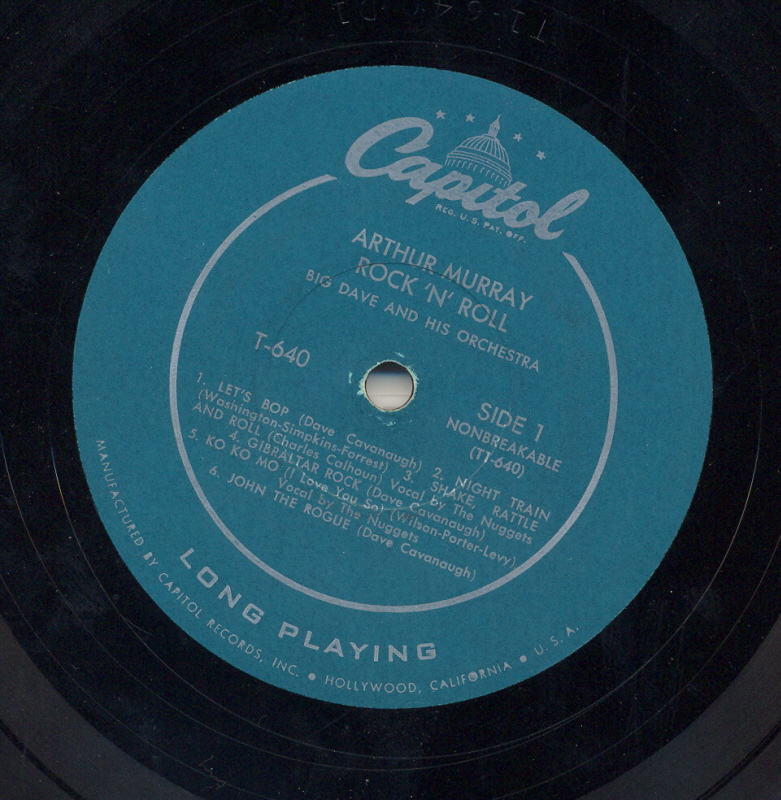 Capitol
REG. U.S. PAT. OFF.
ARTHUR MURRAY
ROCK 'N' ROLL
BIG DAVE AND HIS ORCHESTRA
T-640
SIDE 1
NONBREAKABLE
(T1-640)
1. LET'S BOP (Dave Cavanaugh) 2. NIGHT TRAIN
(Washington-Simpkins-Forrest) 3. SHAKE, RATTLE
AND ROLL (Charles Calhoun) Vocal by The Nuggets
4. GIBRALTAR ROCK (Dave Cavanaugh)
5. KO KO MO (I Love You So) (Wilson-Porter-Levy)
Vocal by The Nuggets
6. JOHN THE ROGUE (Dave Cavanaugh)
LONG PLAYING
MANUFACTURED BY CAPITOL RECORDS, INC. • HOLLYWOOD, CALIFORNIA • U.S.A.